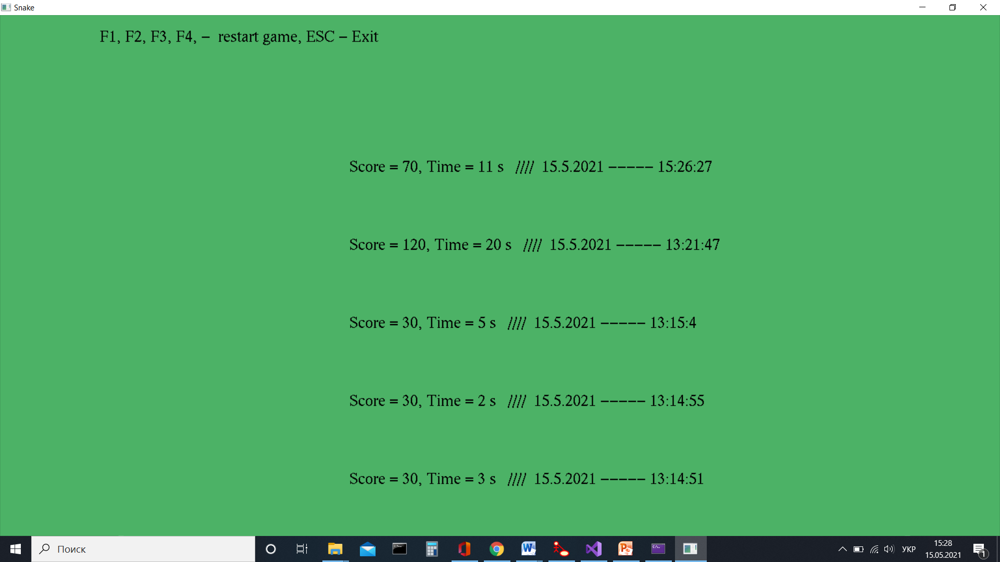 Snake
F1, F2, F3, F4, –  restart game, ESC – Exit
Score = 70, Time = 11 s   ////  15.5.2021 ––––– 15:26:27
Score = 120, Time = 20 s   ////  15.5.2021 ––––– 13:21:47
Score = 30, Time = 5 s   ////  15.5.2021 ––––– 13:15:4
Score = 30, Time = 2 s   ////  15.5.2021 ––––– 13:14:55
Score = 30, Time = 3 s   ////  15.5.2021 ––––– 13:14:51
Поиск
УКР
15:28
15.05.2021
1